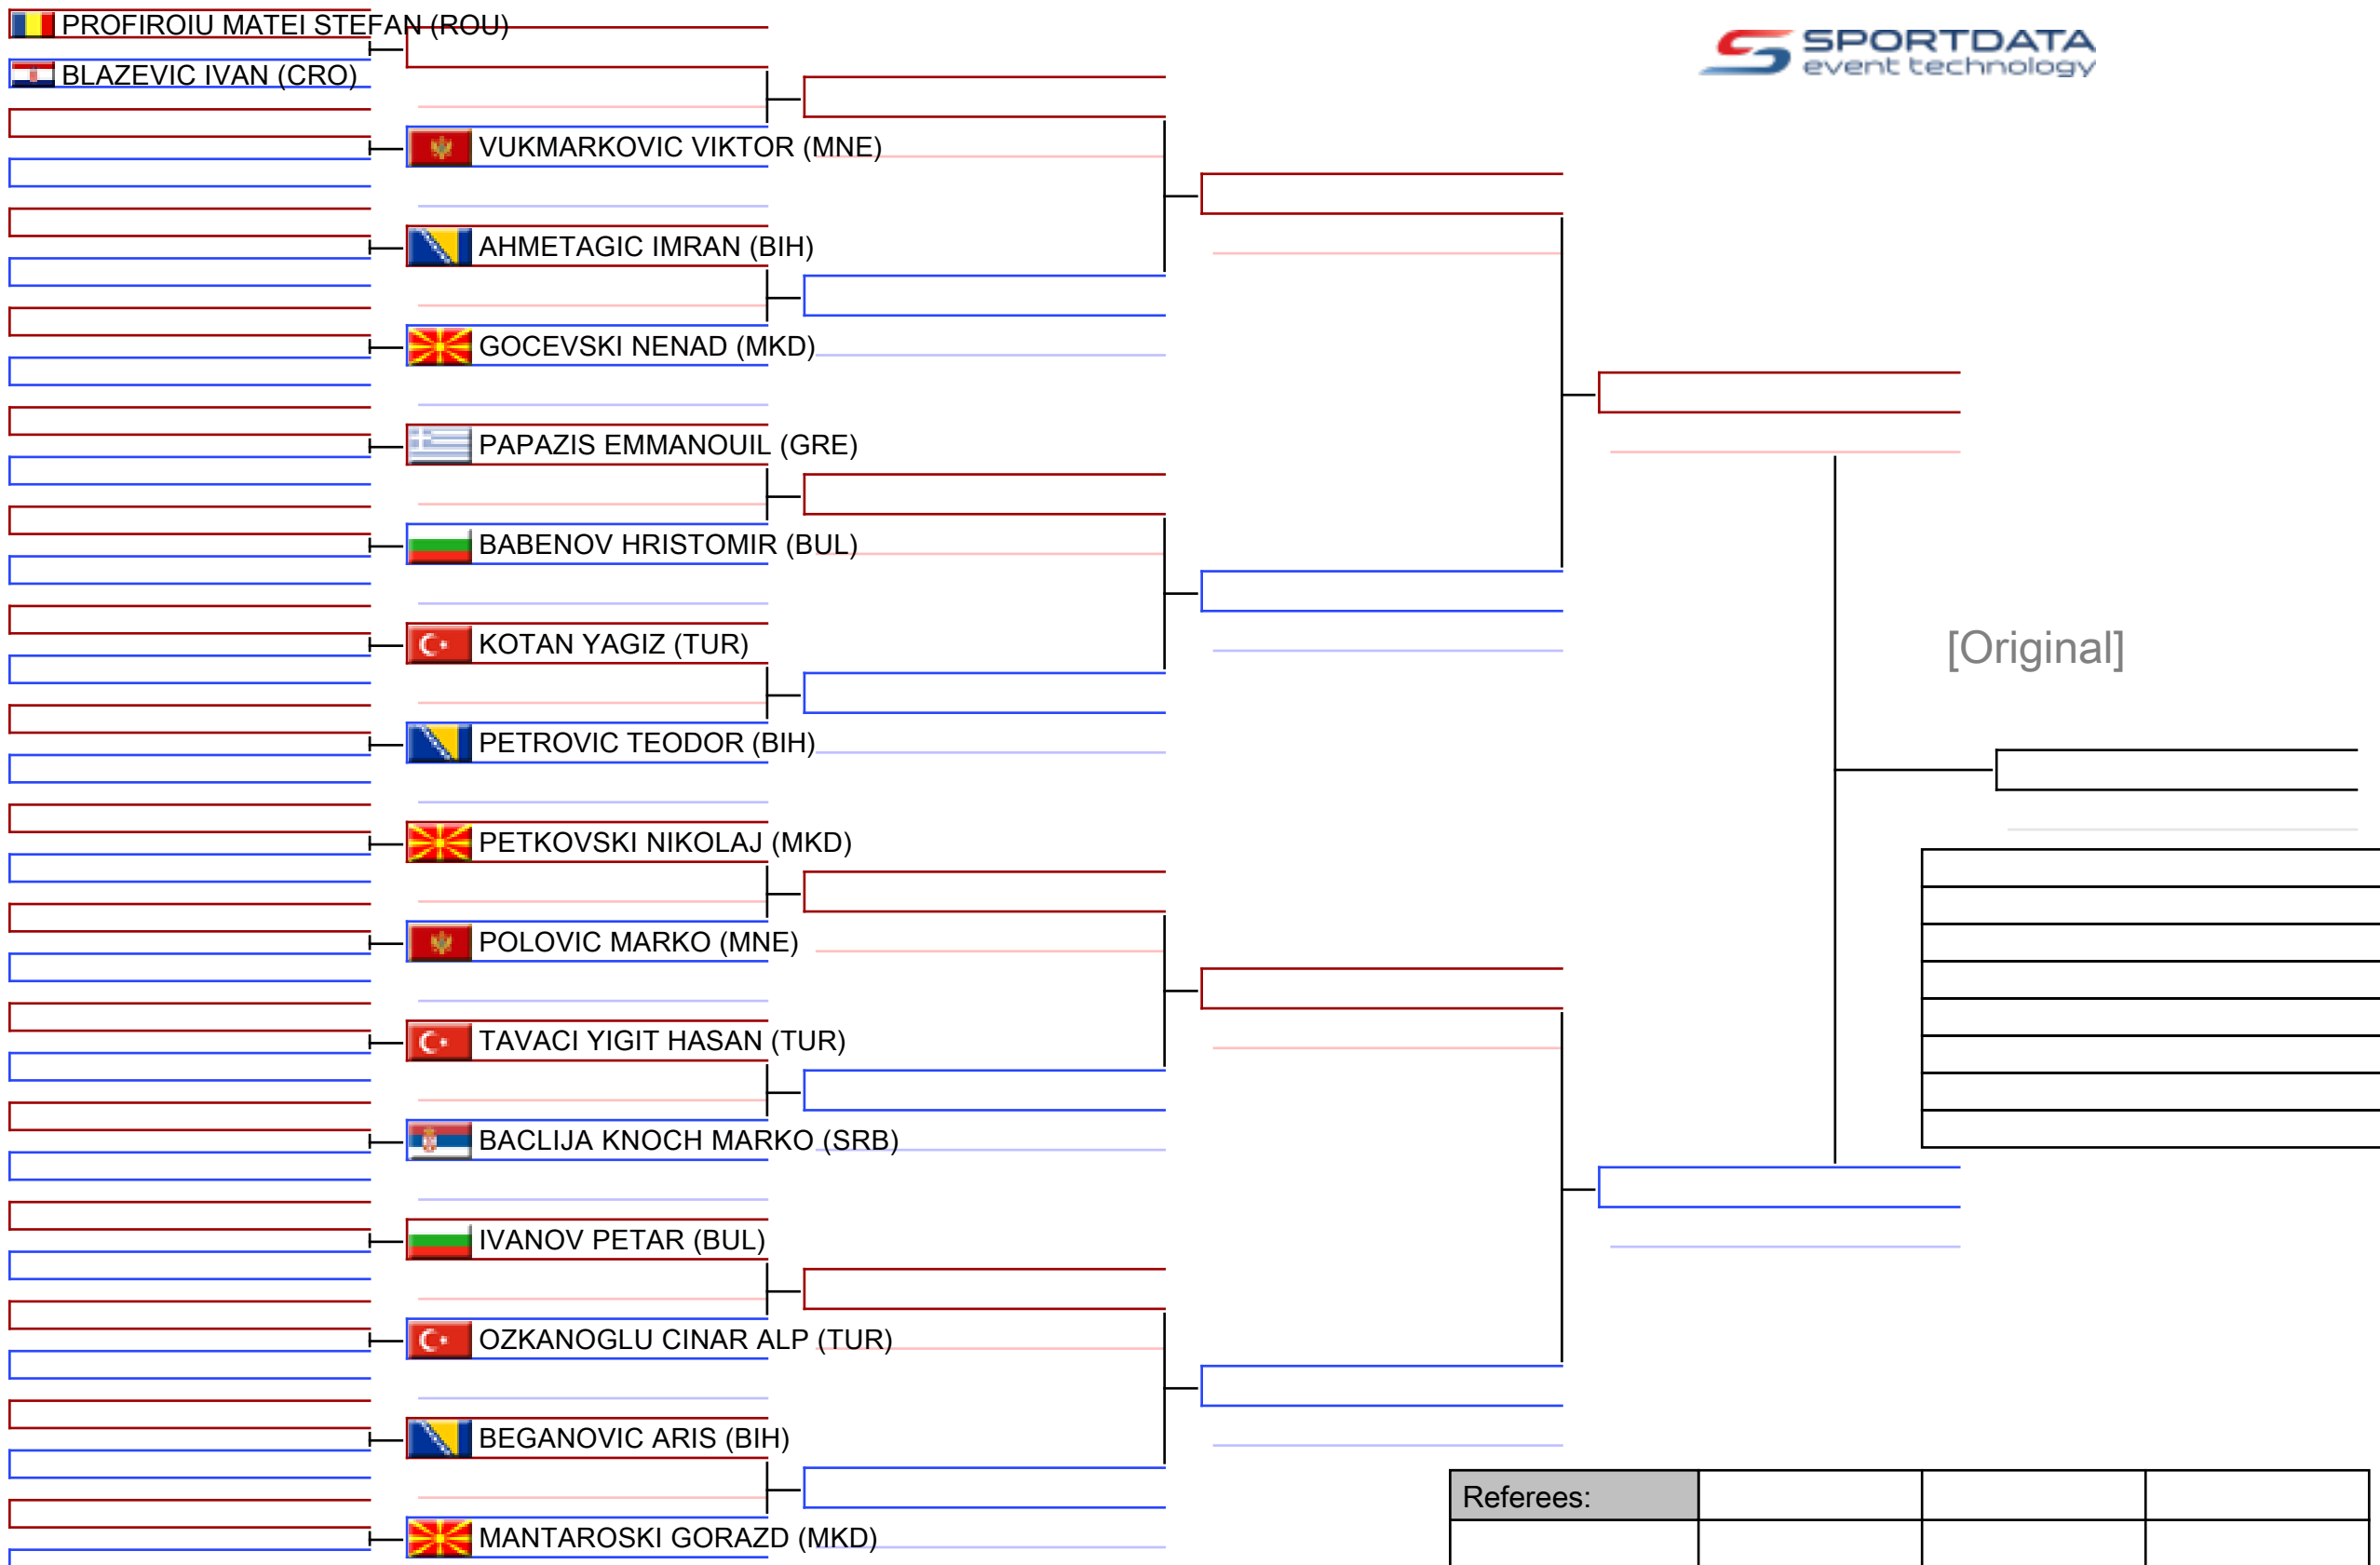 PROFIROIU MATEI STEFAN (ROU)
BLAZEVIC IVAN (CRO)
SPORTDATA
event technology
VUKMARKOVIC VIKTOR (MNE)
AHMETAGIC IMRAN (BIH)
GOCEVSKI NENAD (MKD)
PAPAZIS EMMANOUIL (GRE)
BABENOV HRISTOMIR (BUL)
KOTAN YAGIZ (TUR)
[Original]
PETROVIC TEODOR (BIH)
PETKOVSKI NIKOLAJ (MKD)
POLOVIC MARKO (MNE)
TAVACI YIGIT HASAN (TUR)
BACLIJA KNOCH MARKO (SRB)
IVANOV PETAR (BUL)
OZKANOGLU CINAR ALP (TUR)
BEGANOVIC ARIS (BIH)
Referees:
MANTAROSKI GORAZD (MKD)